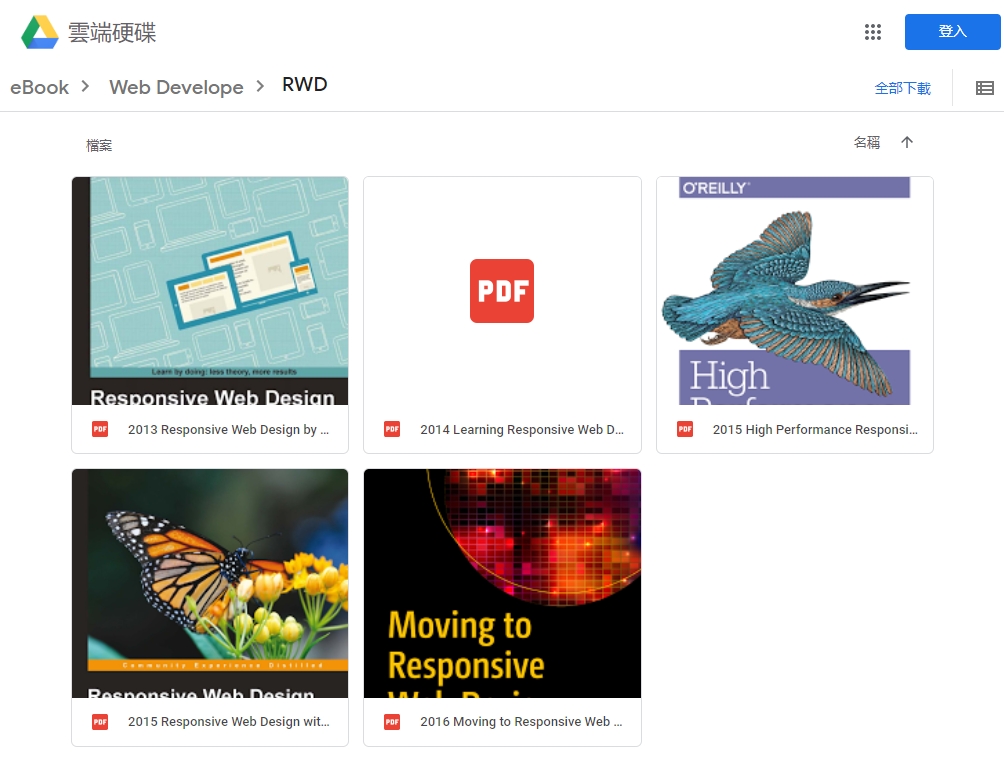 雲端硬碟
登入
eBook > Web Develope > RWD
全部下載
檔案
名稱
Learn by doing: less theory, more results
Responsive Web Design
PDF
O'REILLY®
High
PDF 2013 Responsive Web Design by ...
PDF 2014 Learning Responsive Web D...
PDF 2015 High Performance Responsi...
Community Experience Distilled
Responsive Web Design
Moving to
Responsive
Web Desi
PDF 2015 Responsive Web Design wit...
PDF 2016 Moving to Responsive Web ...